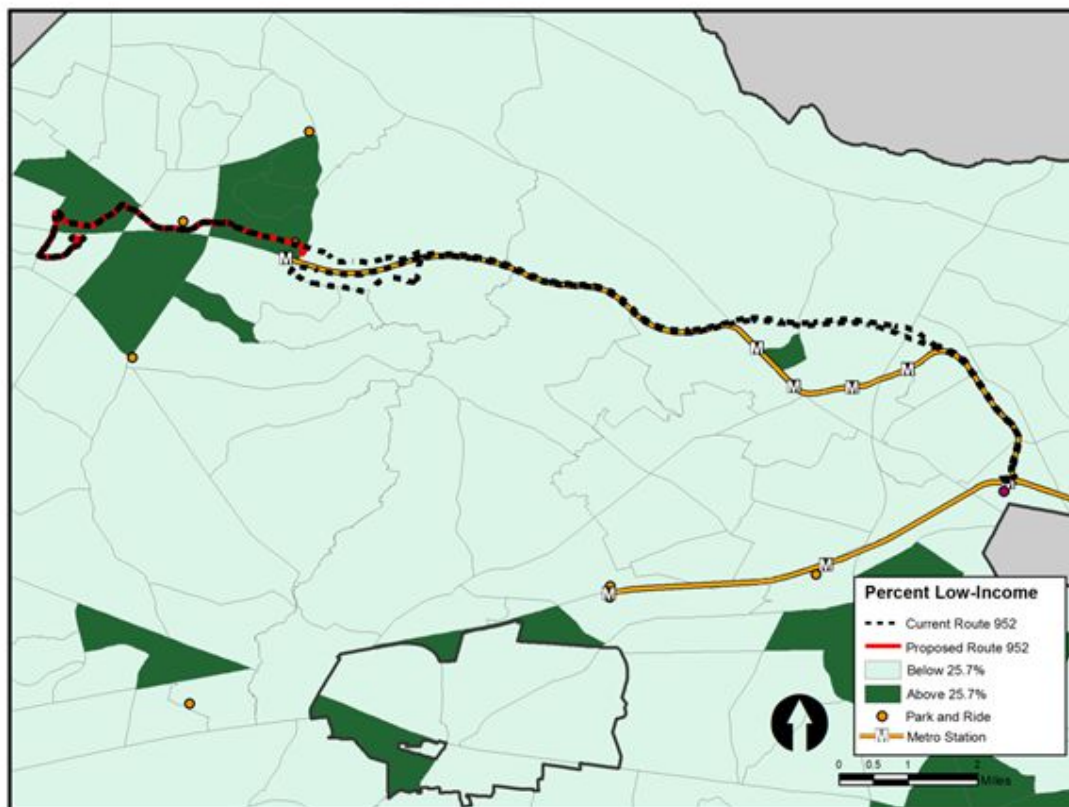 M
M
M
M
M
M
M
Percent Low-Income
Current Route 952
Proposed Route 952
Below 25.7%
Above 25.7%
Park and Ride
M Metro Station
0 0.5 1 2
Miles